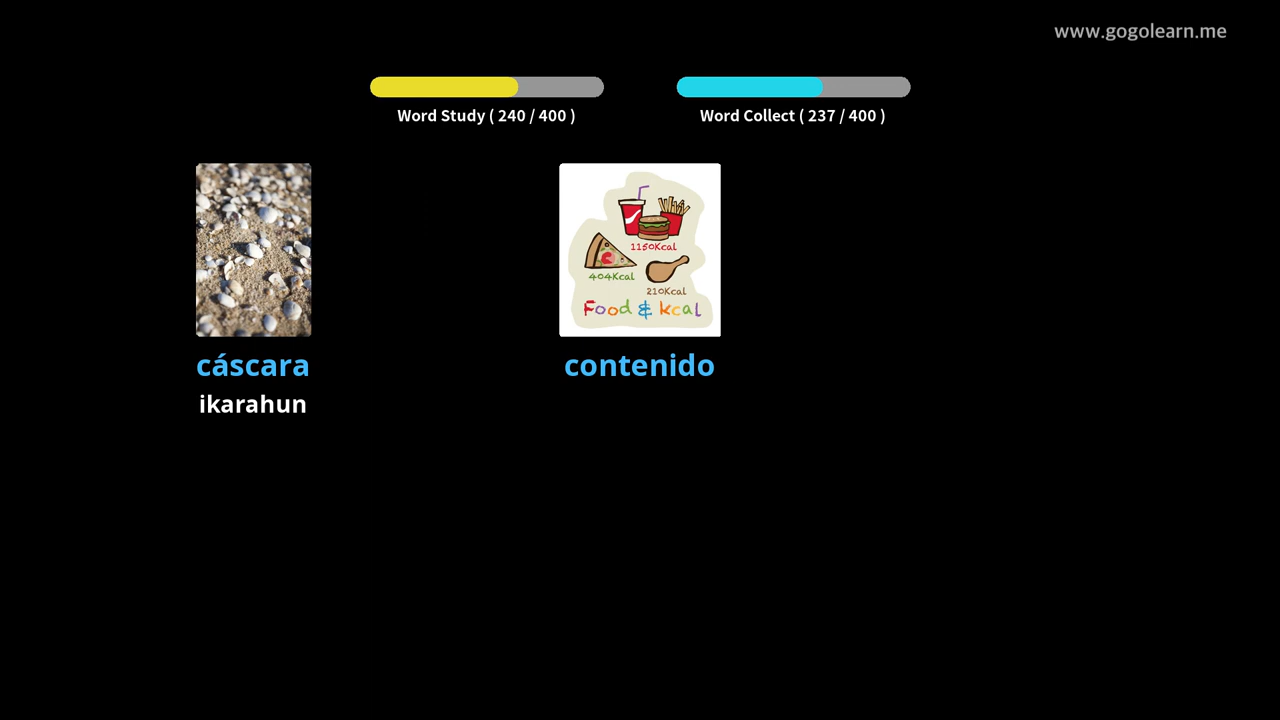 www.gogolearn.me
Word Study ( 240 / 400 )
Word Collect ( 237 / 400 )
1150Kcal
404Kcal
210Kcal
Food & kcal
cáscara
contenido
ikarahun